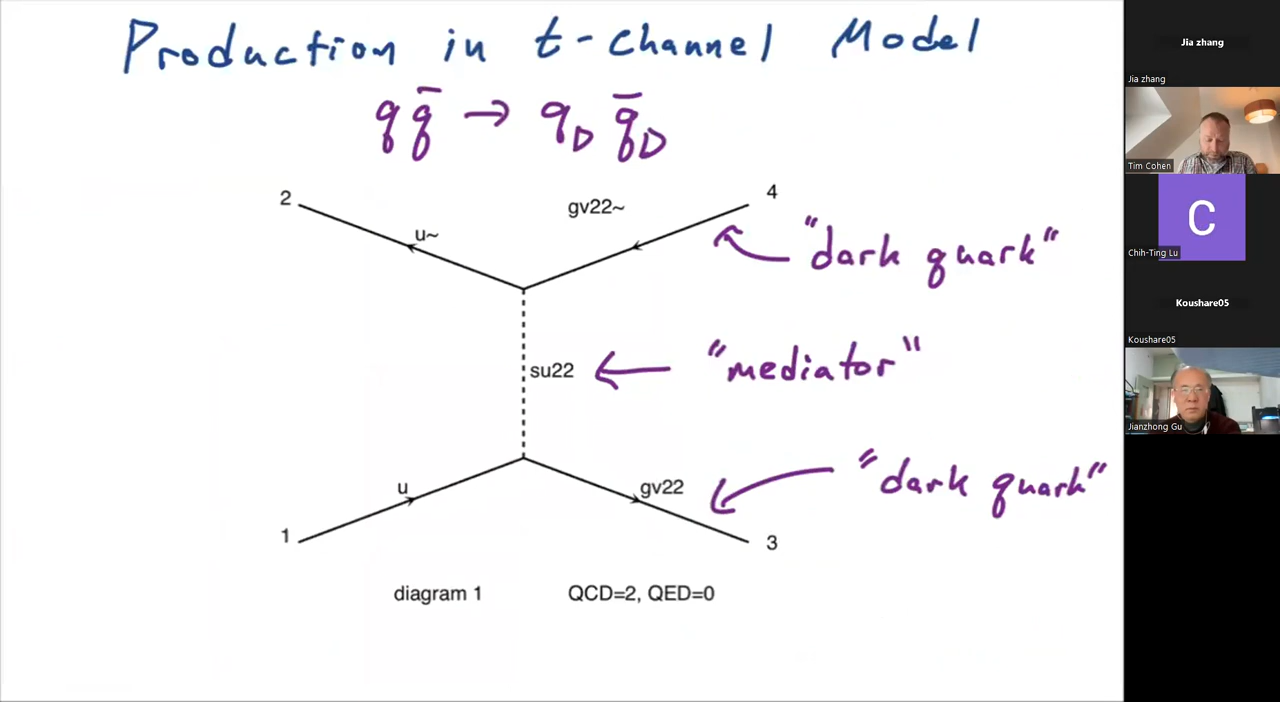 Production in t-channel Model
q q̄ → q_D q̄_D
2
4
gv22~
u~
"dark quark"
su22
"mediator"
u
gv22
"dark quark"
1
3
diagram 1
QCD=2, QED=0
Jia zhang
Jia zhang
Tim Cohen
C
Chih-Ting Lu
Koushare05
Koushare05
Jianzhong Gu